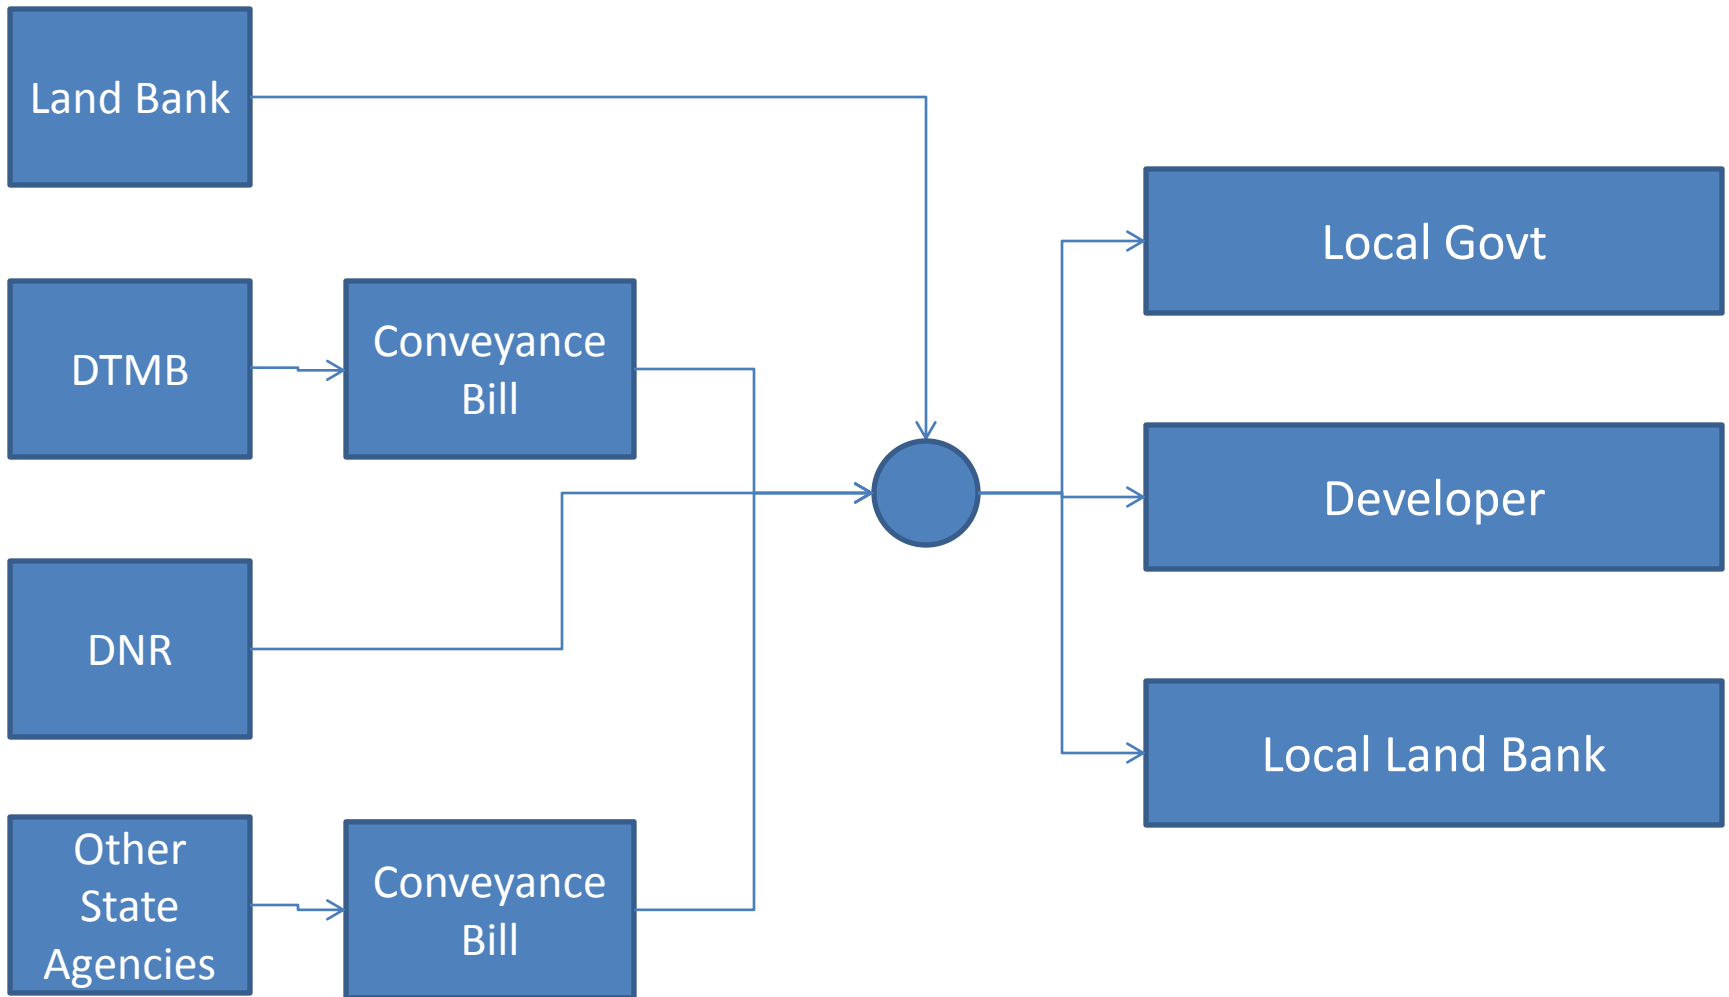 Land Bank
Local Govt
DTMB
Conveyance
Bill
Developer
DNR
Local Land Bank
Other
State
Agencies
Conveyance
Bill